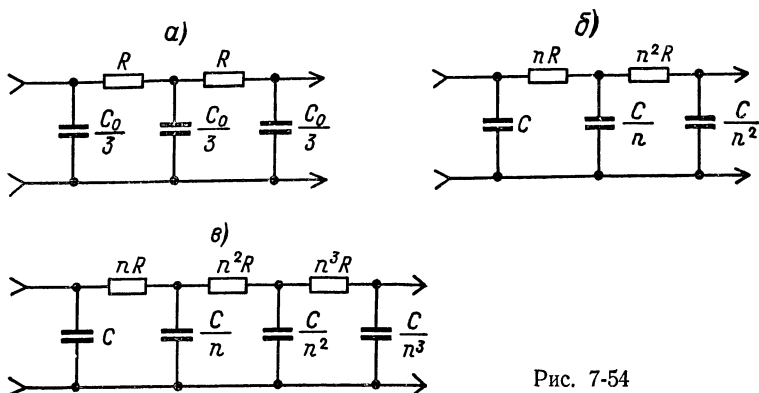 а)
R R
C₀/3 C₀/3 C₀/3
б)
nR n²R
C C/n C/n²
в)
nR n²R n³R
C C/n C/n² C/n³
Рис. 7-54